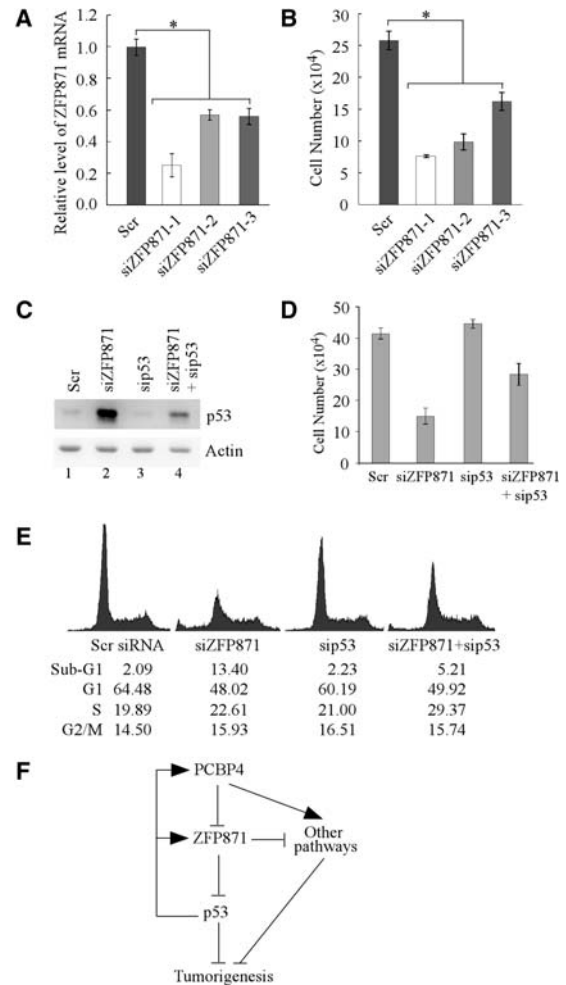 A
*
Relative level of ZFP871 mRNA
1.2
1.0
0.8
0.6
0.4
0.2
0.0
Scr
siZFP871-1
siZFP871-2
siZFP871-3
B
*
Cell Number (x10⁴)
30
25
20
15
10
5
0
Scr
siZFP871-1
siZFP871-2
siZFP871-3
C
Scr
siZFP871
sip53
siZFP871
+ sip53
p53
Actin
1 2 3 4
D
Cell Number (x10⁴)
50
40
30
20
10
0
Scr siZFP871 sip53 siZFP871
+ sip53
E
Scr siRNA siZFP871 sip53 siZFP871+sip53
Sub-G1 2.09 13.40 2.23 5.21
G1 64.48 48.02 60.19 49.92
S 19.89 22.61 21.00 29.37
G2/M 14.50 15.93 16.51 15.74
F
PCBP4
ZFP871
Other
pathways
p53
Tumorigenesis